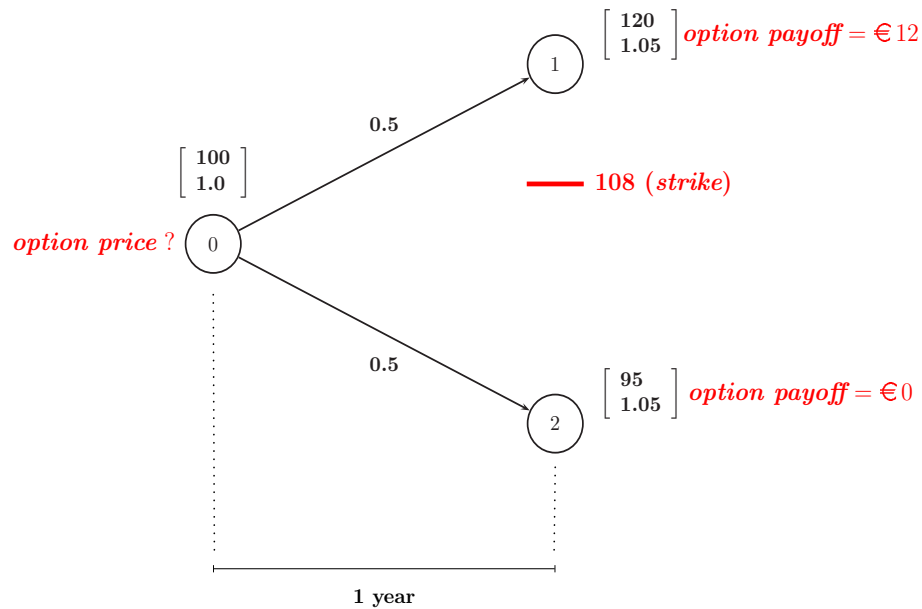 120
1.05
option payoff = €12
1
0.5
100
1.0
108 (strike)
option price ?
0
0.5
95
1.05
option payoff = €0
2
1 year